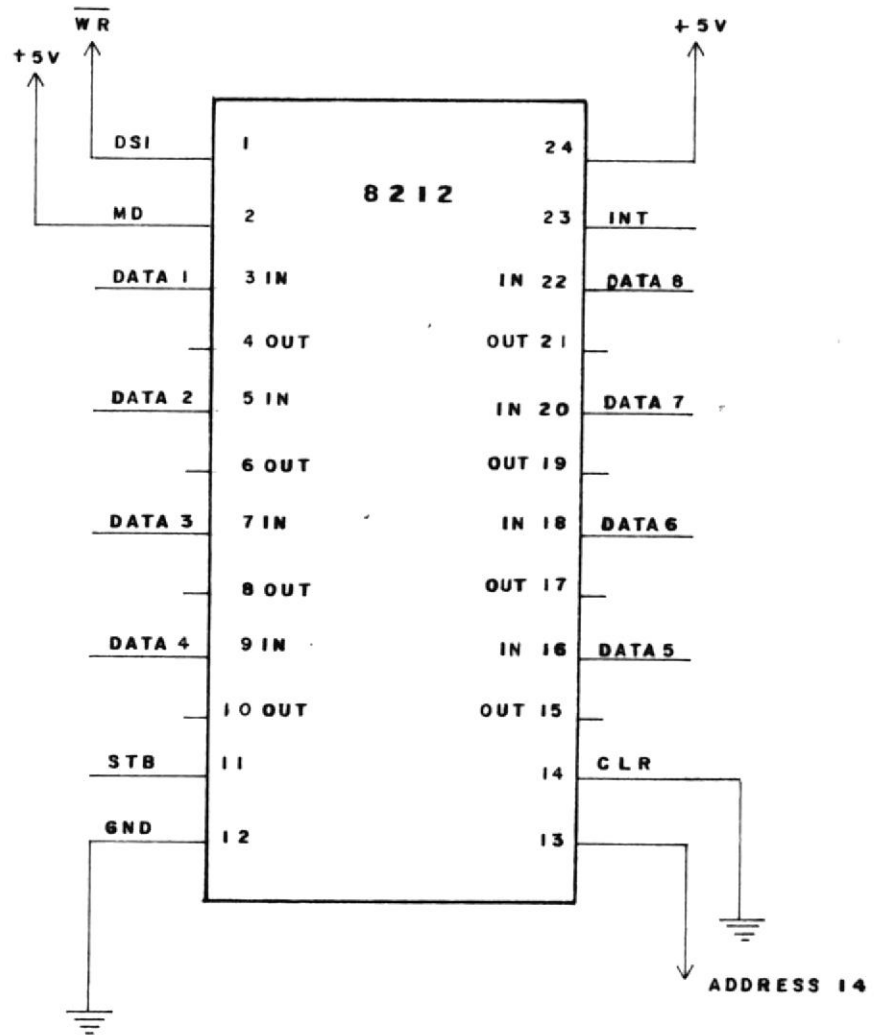 WR
+5V
+5V
DSI
1
24
8212
MD
2
23
INT
DATA 1
3 IN
IN 22
DATA 8
4 OUT
OUT 21
DATA 2
5 IN
IN 20
DATA 7
6 OUT
OUT 19
DATA 3
7 IN
IN 18
DATA 6
8 OUT
OUT 17
DATA 4
9 IN
IN 16
DATA 5
10 OUT
OUT 15
STB
11
14
CLR
GND
12
13
ADDRESS 14